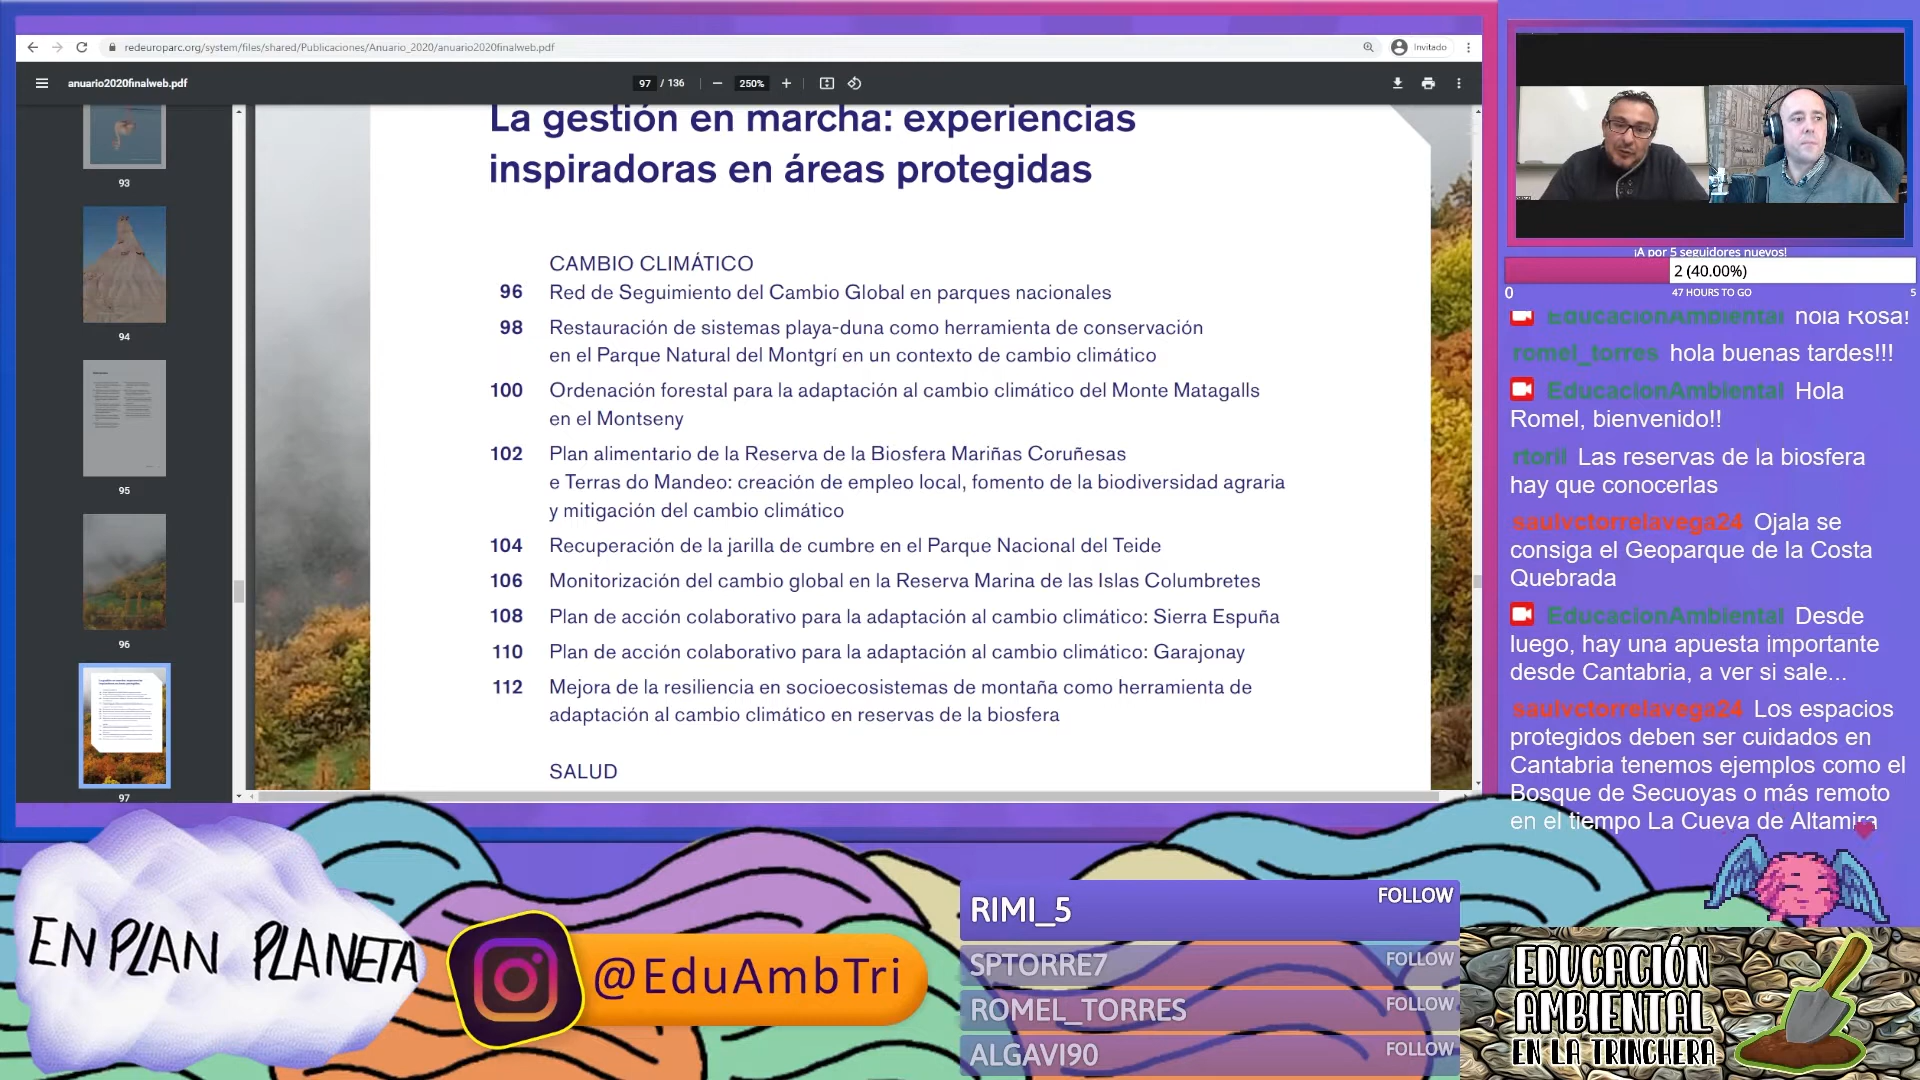 redeuroparc.org/system/files/shared/Publicaciones/Anuario_2020/anuario2020finalweb.pdf
Invitado
anuario2020finalweb.pdf
97 / 136
250%
93
94
95
96
97
La gestión en marcha: experiencias
inspiradoras en áreas protegidas
CAMBIO CLIMÁTICO
96 Red de Seguimiento del Cambio Global en parques nacionales
98 Restauración de sistemas playa-duna como herramienta de conservación
en el Parque Natural del Montgrí en un contexto de cambio climático
100 Ordenación forestal para la adaptación al cambio climático del Monte Matagalls
en el Montseny
102 Plan alimentario de la Reserva de la Biosfera Mariñas Coruñesas
e Terras do Mandeo: creación de empleo local, fomento de la biodiversidad agraria
y mitigación del cambio climático
104 Recuperación de la jarilla de cumbre en el Parque Nacional del Teide
106 Monitorización del cambio global en la Reserva Marina de las Islas Columbretes
108 Plan de acción colaborativo para la adaptación al cambio climático: Sierra Espuña
110 Plan de acción colaborativo para la adaptación al cambio climático: Garajonay
112 Mejora de la resiliencia en socioecosistemas de montaña como herramienta de
adaptación al cambio climático en reservas de la biosfera
SALUD
¡A por 5 seguidores nuevos!
2 (40.00%)
0 47 HOURS TO GO 5
EducacionAmbiental hola Rosa!
romel_torres hola buenas tardes!!!
EducacionAmbiental Hola
Romel, bienvenido!!
rtorii Las reservas de la biosfera
hay que conocerlas
saulvctorrelavega24 Ojala se
consiga el Geoparque de la Costa
Quebrada
EducacionAmbiental Desde
luego, hay una apuesta importante
desde Cantabria, a ver si sale...
saulvctorrelavega24 Los espacios
protegidos deben ser cuidados en
Cantabria tenemos ejemplos como el
Bosque de Secuoyas o más remoto
en el tiempo La Cueva de Altamira
EN PLAN PLANETA
@EduAmbTri
RIMI_5 FOLLOW
SPTORRE7 FOLLOW
ROMEL_TORRES FOLLOW
ALGAVI90 FOLLOW
EDUCACIÓN
AMBIENTAL
EN LA TRINCHERA